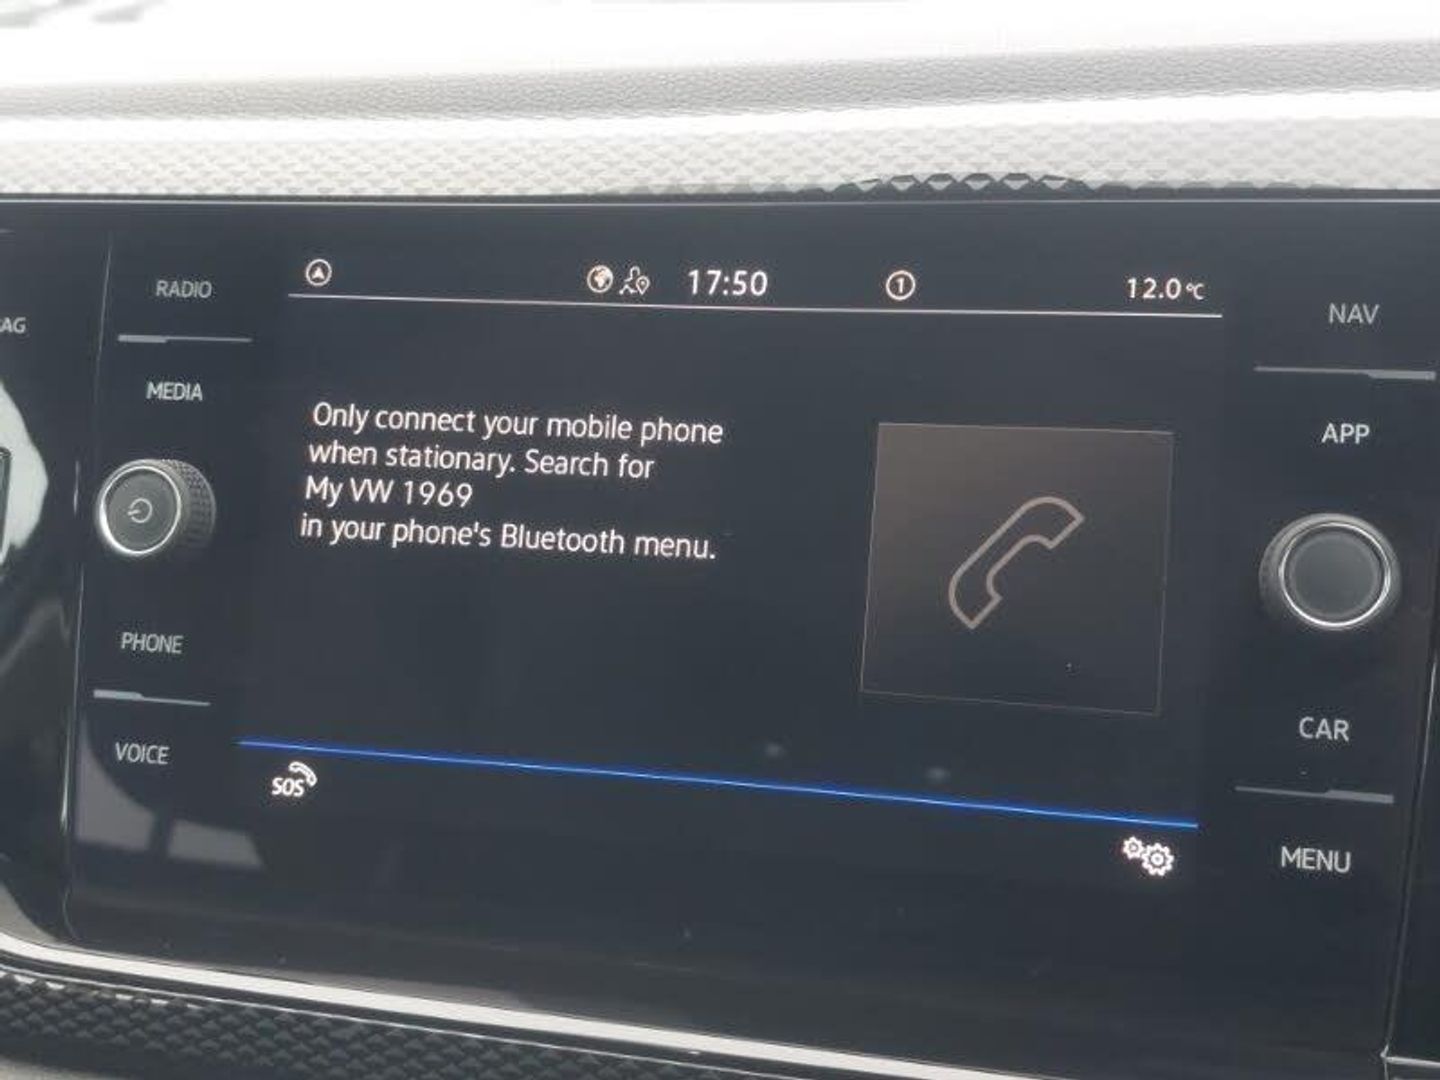 RADIO
17:50
1
12.0°C
NAV
MEDIA
APP
Only connect your mobile phone
when stationary. Search for
My VW 1969
in your phone's Bluetooth menu.
PHONE
CAR
VOICE
SOS
MENU